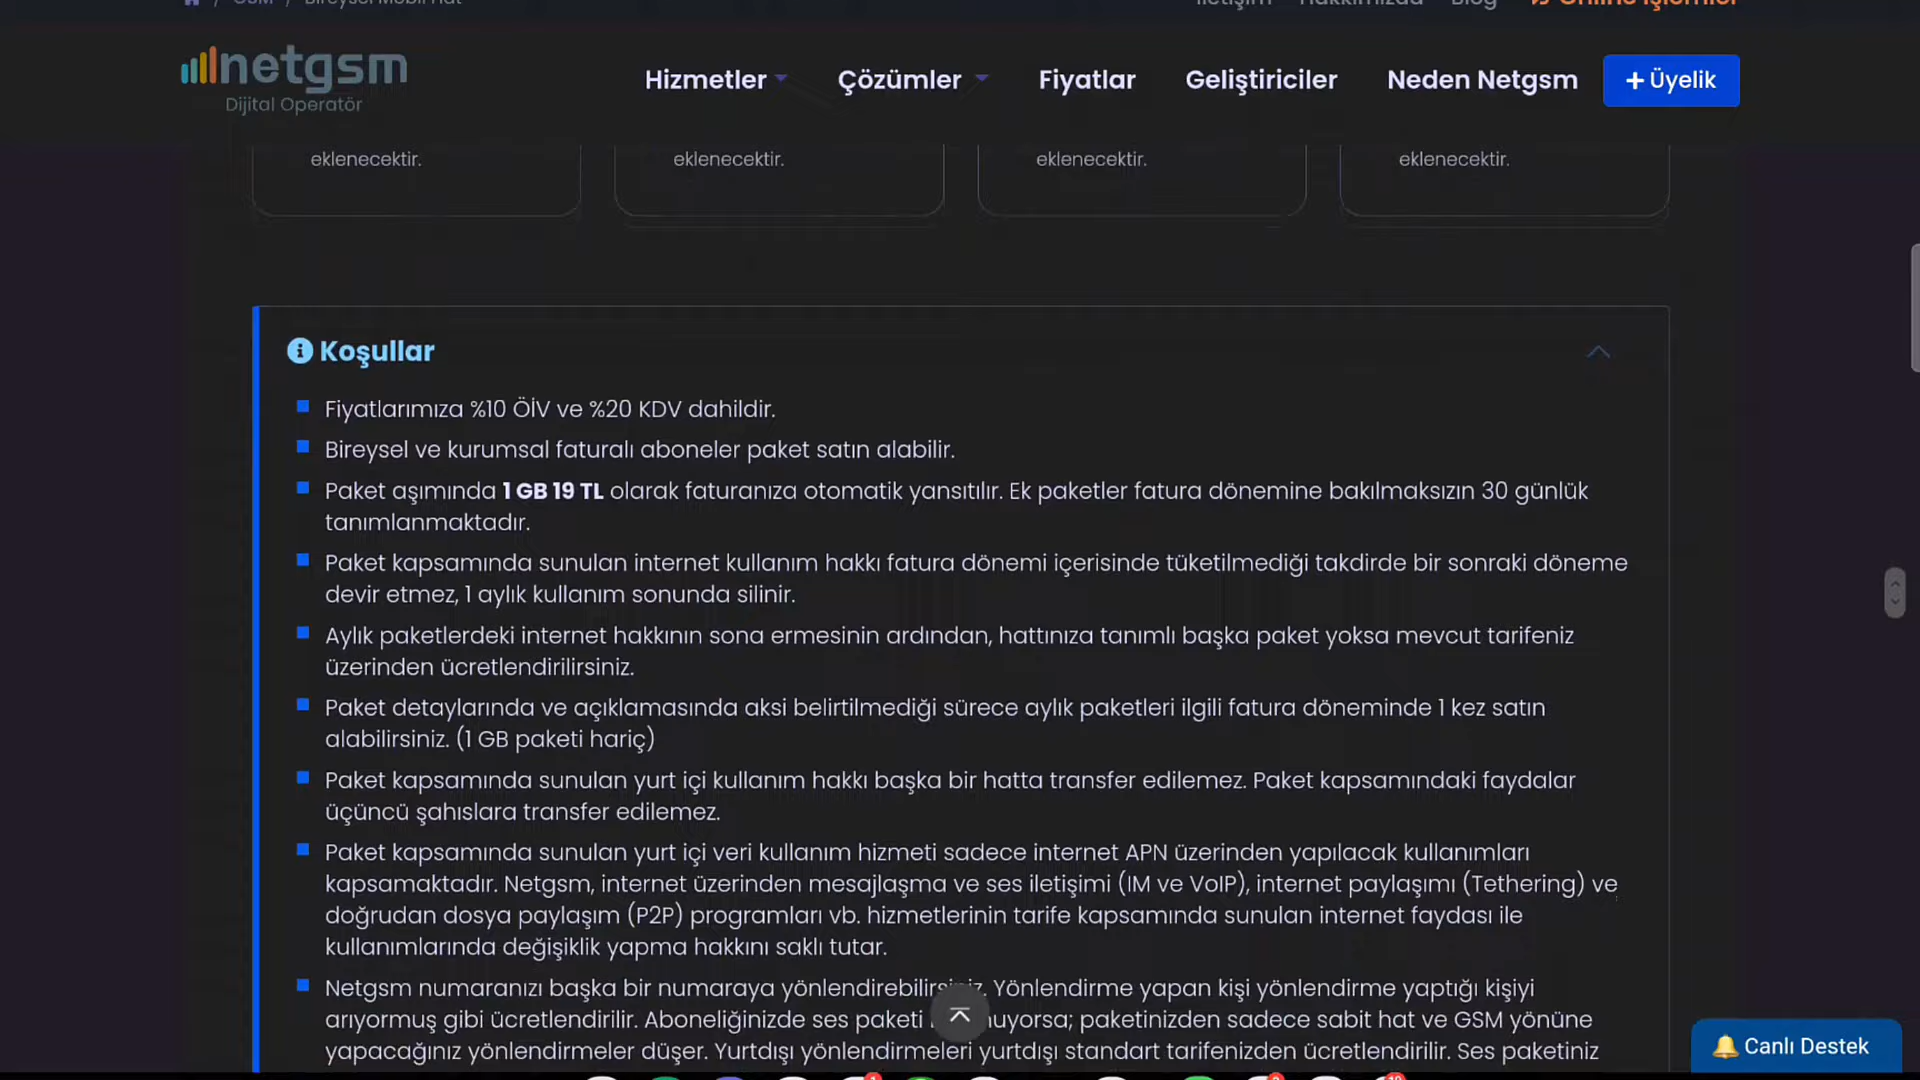 GSM / Bireysel Mobil Hat
İletişim Hakkımızda Blog Online İşlemler
netgsm
Dijital Operatör
Hizmetler Çözümler Fiyatlar Geliştiriciler Neden Netgsm + Üyelik
eklenecektir. eklenecektir. eklenecektir. eklenecektir.
Koşullar
Fiyatlarımıza %10 ÖİV ve %20 KDV dahildir.
Bireysel ve kurumsal faturalı aboneler paket satın alabilir.
Paket aşımında 1 GB 19 TL olarak faturanıza otomatik yansıtılır. Ek paketler fatura dönemine bakılmaksızın 30 günlük
tanımlanmaktadır.
Paket kapsamında sunulan internet kullanım hakkı fatura dönemi içerisinde tüketilmediği takdirde bir sonraki döneme
devir etmez, 1 aylık kullanım sonunda silinir.
Aylık paketlerdeki internet hakkının sona ermesinin ardından, hattınıza tanımlı başka paket yoksa mevcut tarifeniz
üzerinden ücretlendirilirsiniz.
Paket detaylarında ve açıklamasında aksi belirtilmediği sürece aylık paketleri ilgili fatura döneminde 1 kez satın
alabilirsiniz. (1 GB paketi hariç)
Paket kapsamında sunulan yurt içi kullanım hakkı başka bir hatta transfer edilemez. Paket kapsamındaki faydalar
üçüncü şahıslara transfer edilemez.
Paket kapsamında sunulan yurt içi veri kullanım hizmeti sadece internet APN üzerinden yapılacak kullanımları
kapsamaktadır. Netgsm, internet üzerinden mesajlaşma ve ses iletişimi (IM ve VoIP), internet paylaşımı (Tethering) ve
doğrudan dosya paylaşım (P2P) programları vb. hizmetlerinin tarife kapsamında sunulan internet faydası ile
kullanımlarında değişiklik yapma hakkını saklı tutar.
Netgsm numaranızı başka bir numaraya yönlendirebilirsiniz. Yönlendirme yapan kişi yönlendirme yaptığı kişiyi
arıyormuş gibi ücretlendirilir. Aboneliğinizde ses paketi nuyorsa; paketinizden sadece sabit hat ve GSM yönüne
yapacağınız yönlendirmeler düşer. Yurtdışı yönlendirmeleri yurtdışı standart tarifenizden ücretlendirilir. Ses paketiniz
Canlı Destek